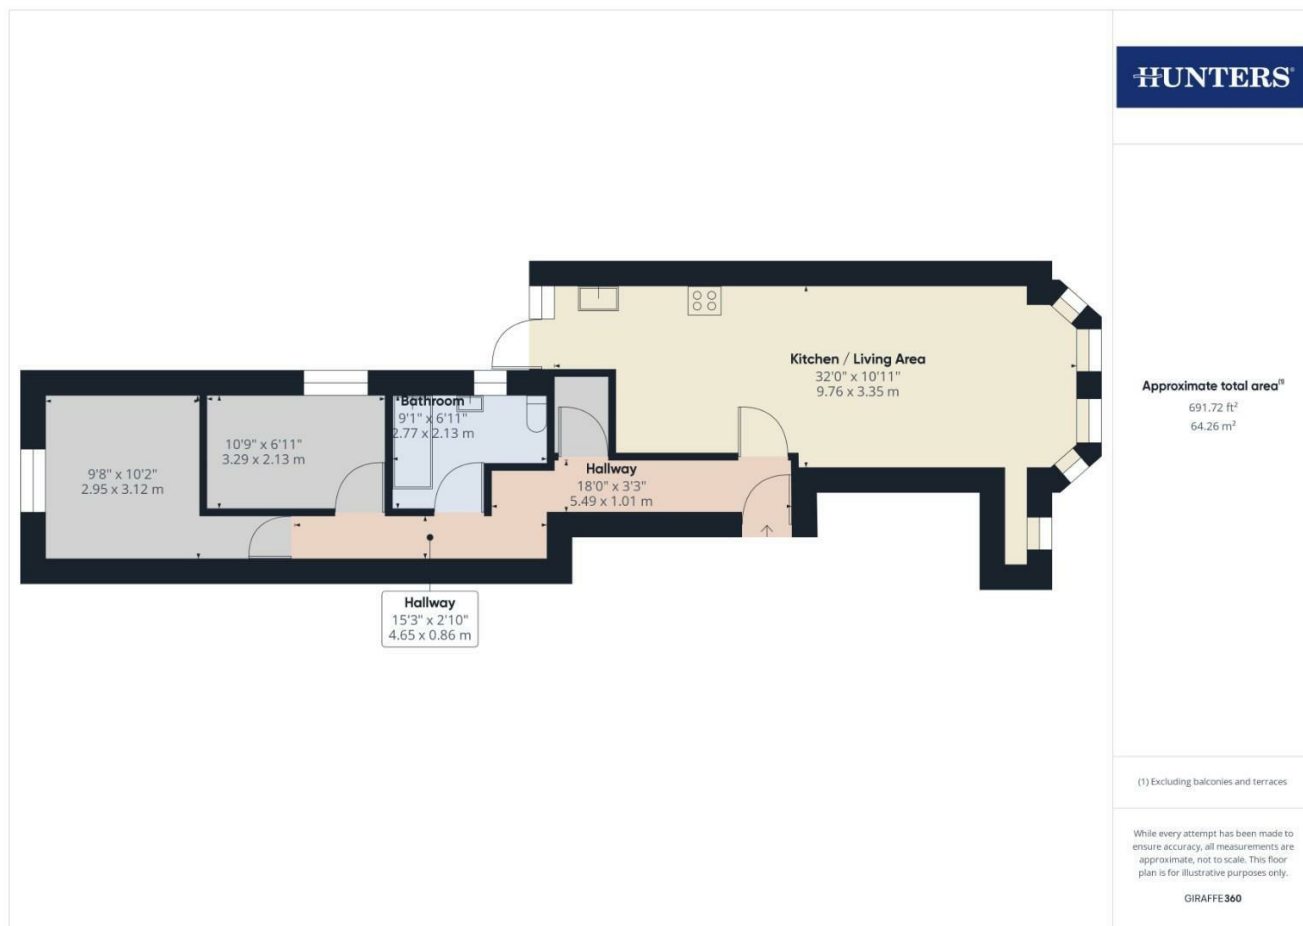 HUNTERS®
Kitchen / Living Area
32'0" x 10'11"
9.76 x 3.35 m
Bathroom
9'1" x 6'11"
2.77 x 2.13 m
10'9" x 6'11"
3.29 x 2.13 m
9'8" x 10'2"
2.95 x 3.12 m
Hallway
18'0" x 3'3"
5.49 x 1.01 m
Hallway
15'3" x 2'10"
4.65 x 0.86 m
Approximate total area(1)
691.72 ft²
64.26 m²
(1) Excluding balconies and terraces
While every attempt has been made to
ensure accuracy, all measurements are
approximate, not to scale. This floor
plan is for illustrative purposes only.
GIRAFFE360